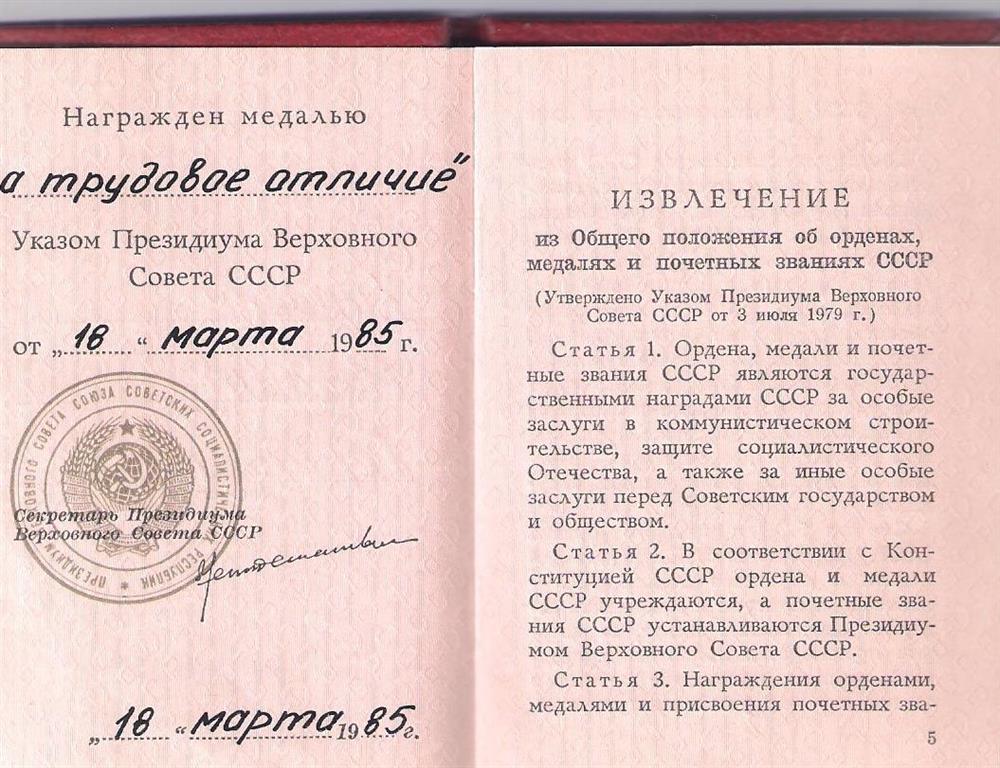 Награжден медалью
а трудовое отличие"
Указом Президиума Верховного
Совета СССР
от „ 18 “ марта 1985 г.
Секретарь Президиума
Верховного Совета СССР
„ 18 “ марта 1985 г.
ИЗВЛЕЧЕНИЕ
из Общего положения об орденах,
медалях и почетных званиях СССР
(Утверждено Указом Президиума Верховного
Совета СССР от 3 июля 1979 г.)
Статья 1. Ордена, медали и почет-
ные звания СССР являются государ-
ственными наградами СССР за особые
заслуги в коммунистическом строи-
тельстве, защите социалистического
Отечества, а также за иные особые
заслуги перед Советским государством
и обществом.
Статья 2. В соответствии с Кон-
ституцией СССР ордена и медали
СССР учреждаются, а почетные зва-
ния СССР устанавливаются Президиу-
мом Верховного Совета СССР.
Статья 3. Награждения орденами,
медалями и присвоения почетных зва-
5